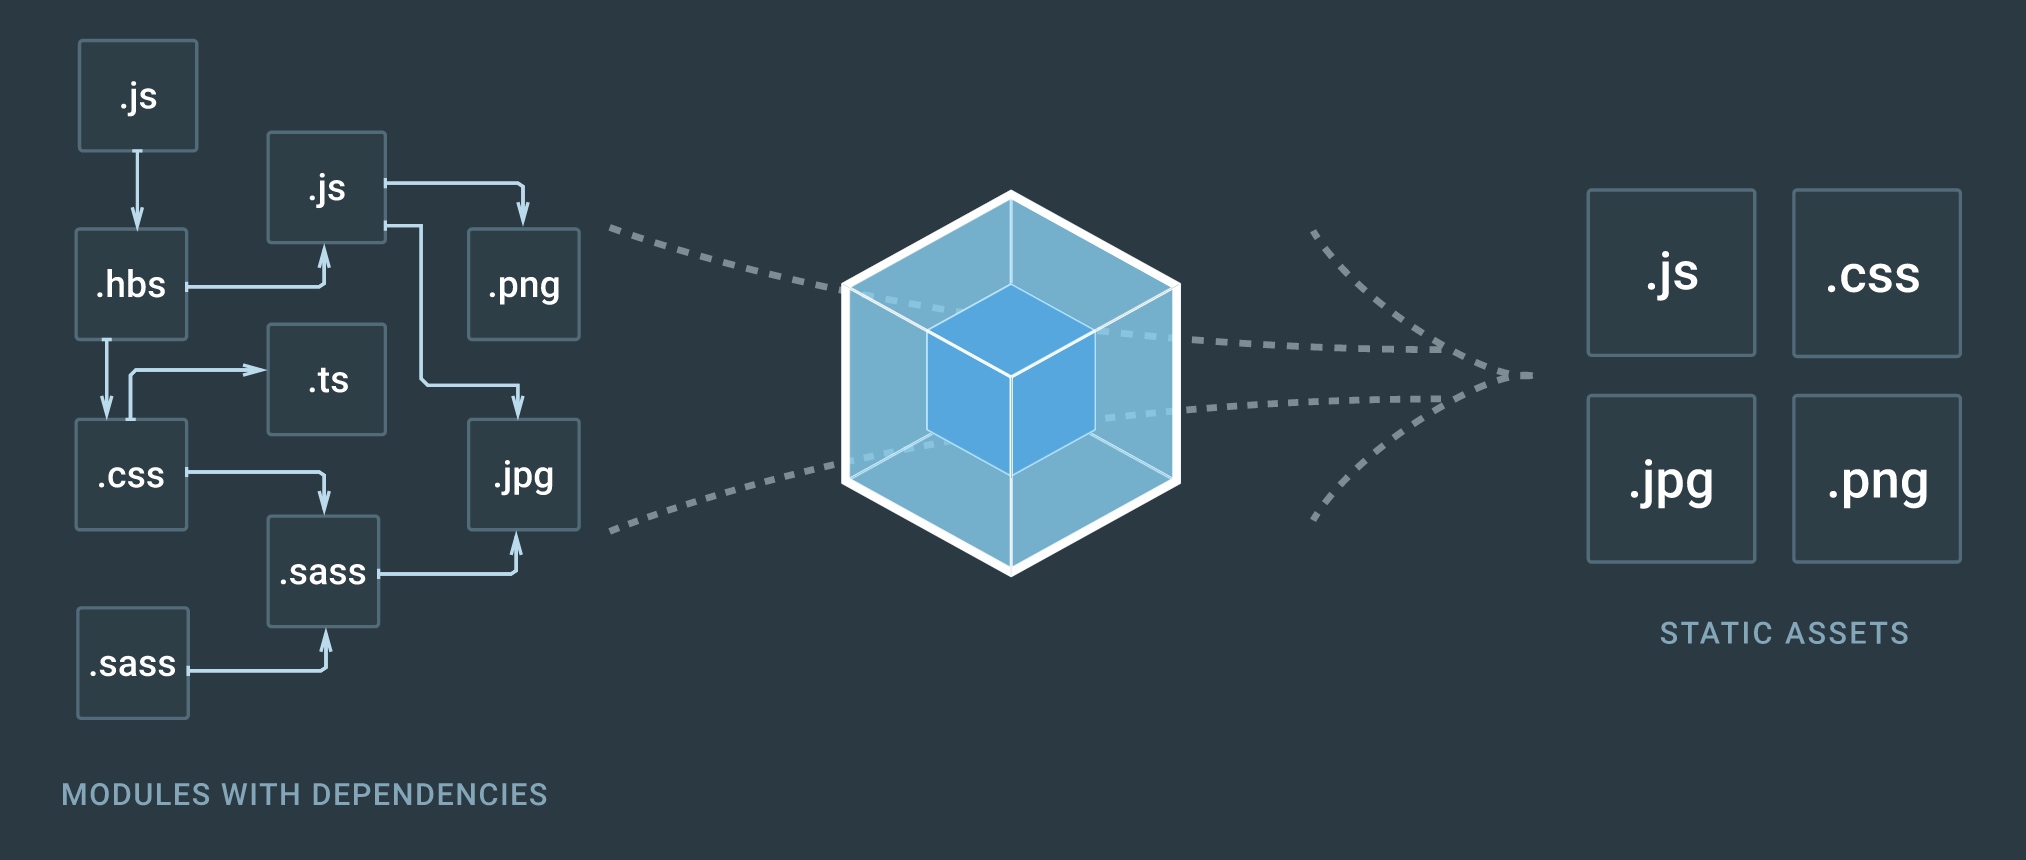 .js
.js
.hbs
.png
.ts
.css
.jpg
.sass
.sass
MODULES WITH DEPENDENCIES
.js
.css
.jpg
.png
STATIC ASSETS